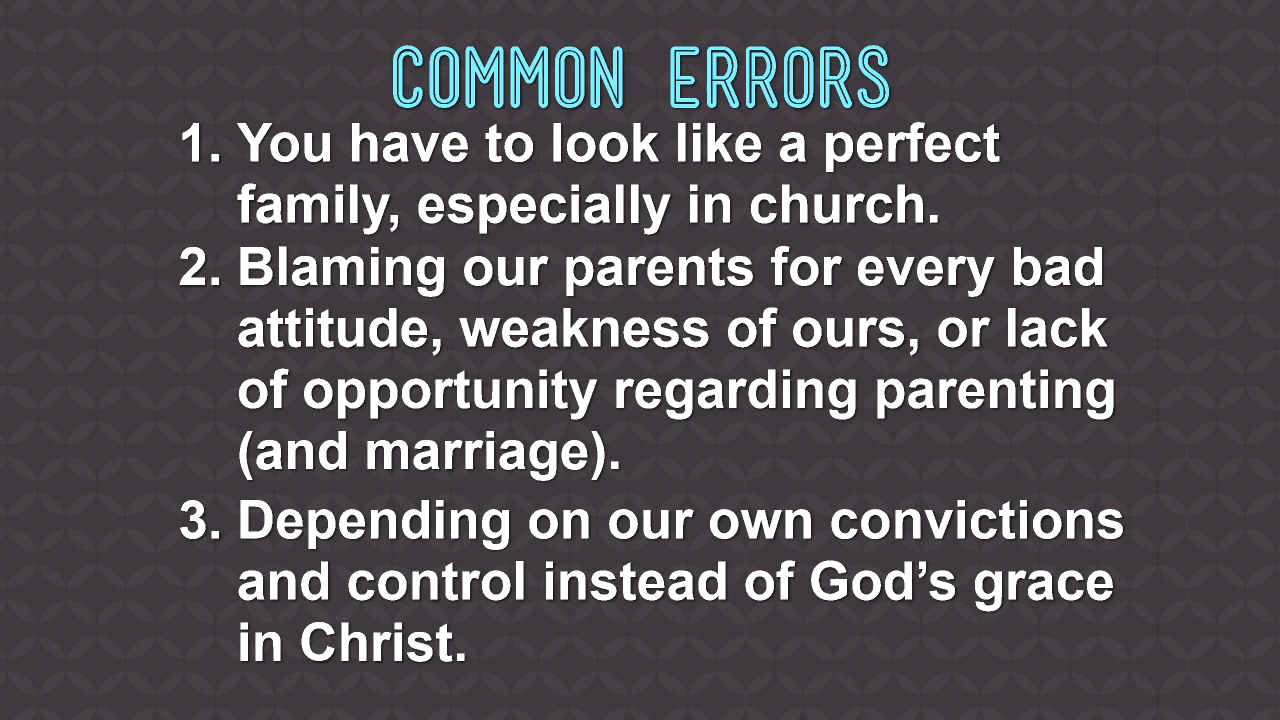 COMMON ERRORS
1. You have to look like a perfect
family, especially in church.
2. Blaming our parents for every bad
attitude, weakness of ours, or lack
of opportunity regarding parenting
(and marriage).
3. Depending on our own convictions
and control instead of God’s grace
in Christ.